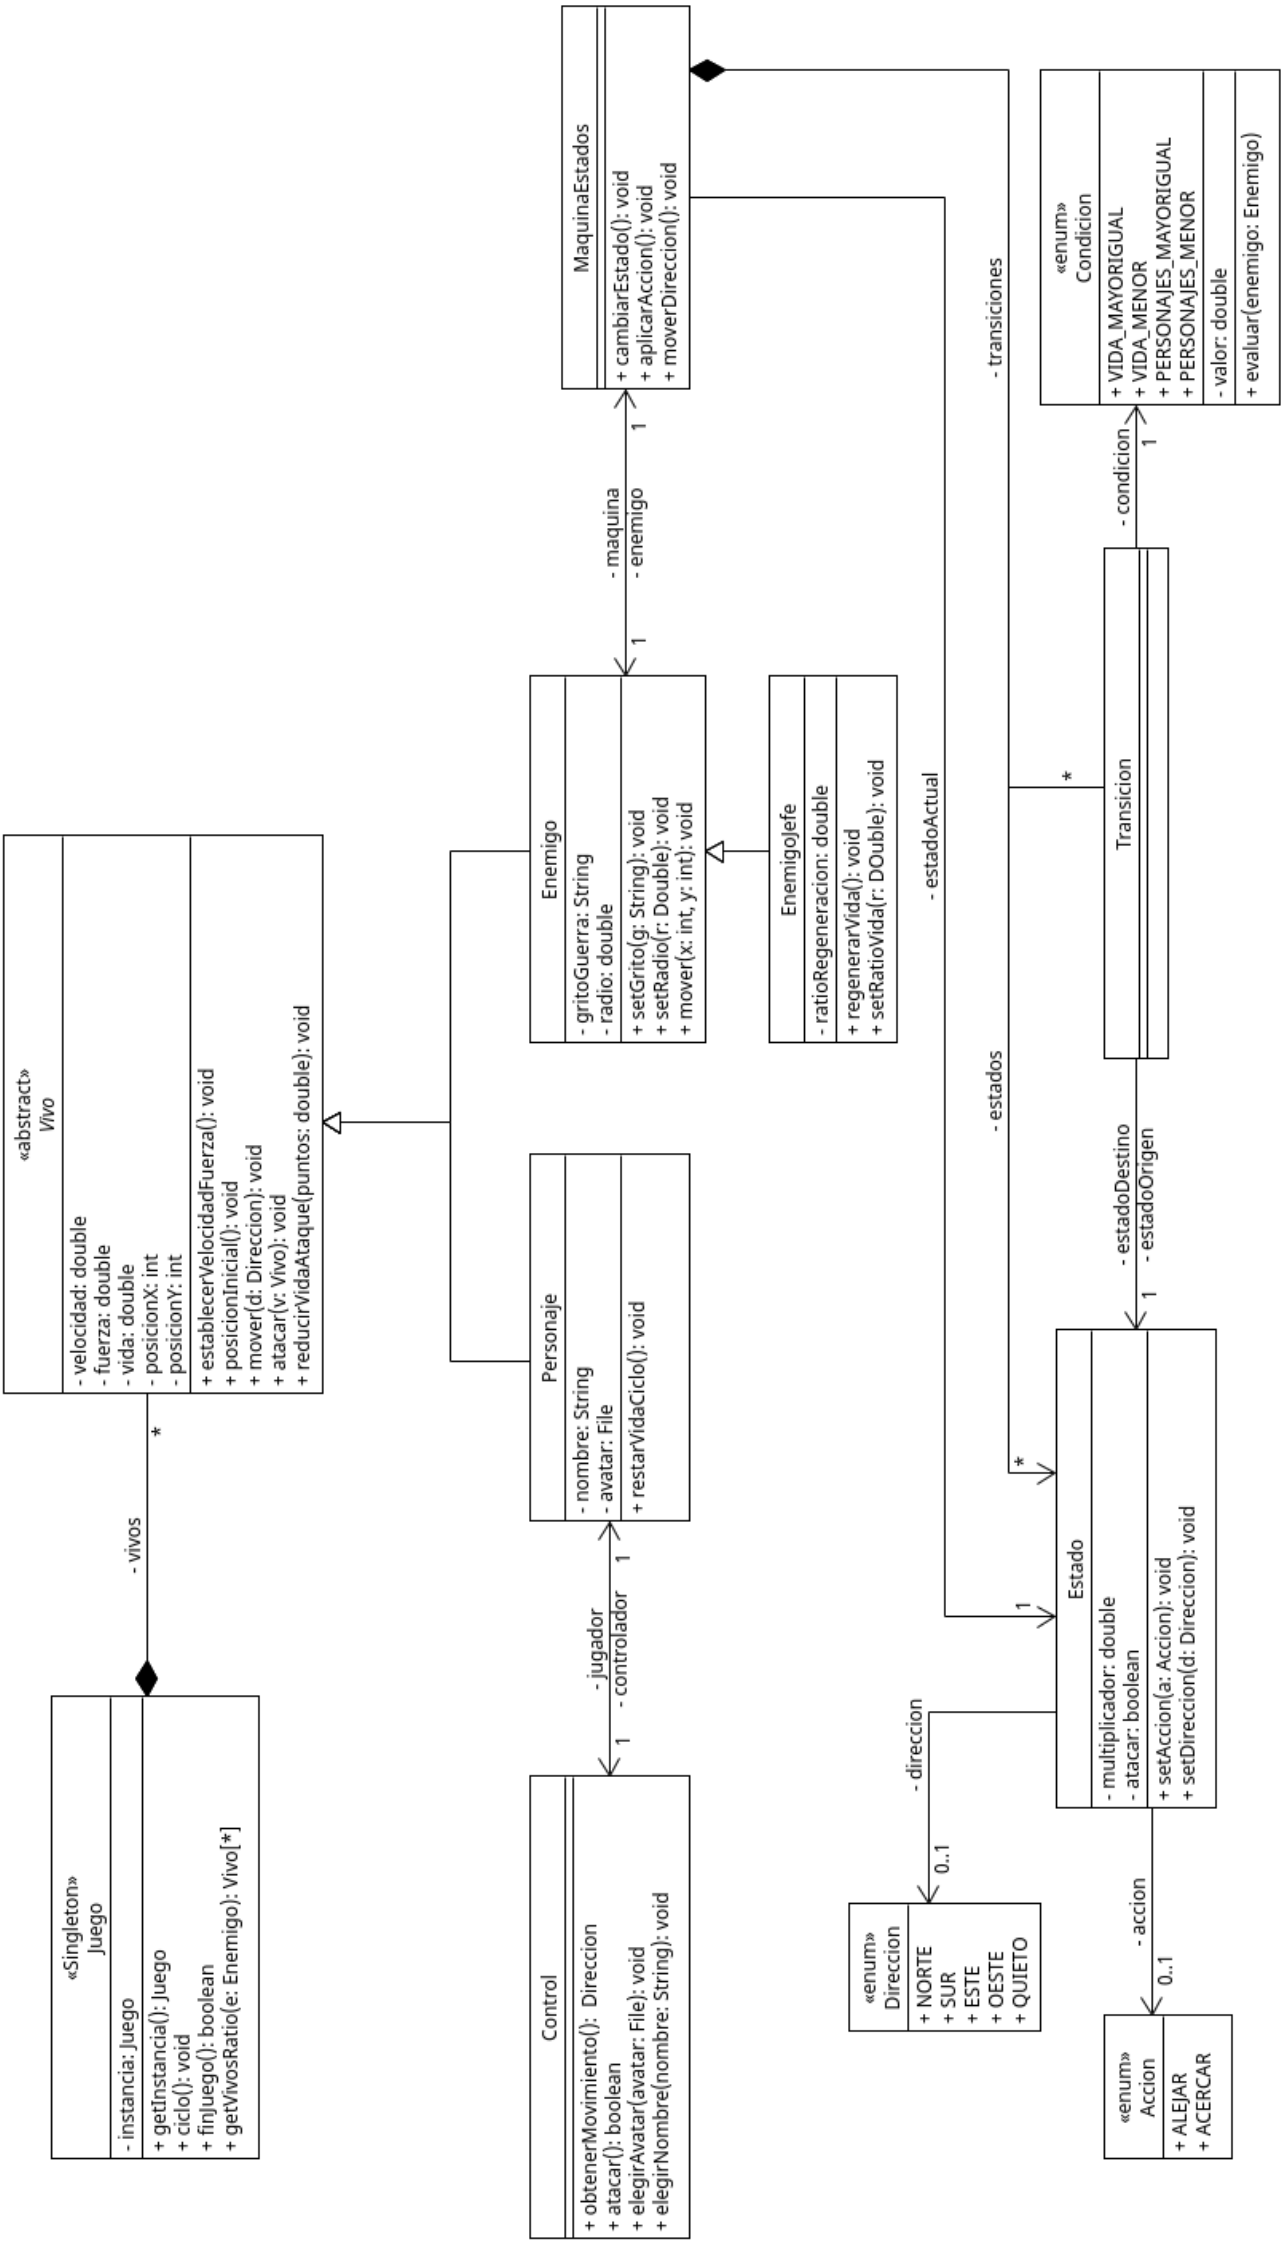 «Singleton»
Juego
- instancia: Juego
+ getInstancia(): Juego
+ ciclo(): void
+ finJuego(): boolean
+ getVivosRatio(e: Enemigo): Vivo[*]
- vivos
*
«abstract»
Vivo
- velocidad: double
- fuerza: double
- vida: double
- posicionX: int
- posicionY: int
+ establecerVelocidadFuerza(): void
+ posicionInicial(): void
+ mover(d: Direccion): void
+ atacar(v: Vivo): void
+ reducirVidaAtaque(puntos: double): void
Control
+ obtenerMovimiento():  Direccion
+ atacar(): boolean
+ elegirAvatar(avatar: File): void
+ elegirNombre(nombre: String): void
- jugador
- controlador
1
1
Personaje
- nombre: String
- avatar: File
+ restarVidaCiclo(): void
Enemigo
- gritoGuerra: String
- radio: double
+ setGrito(g: String): void
+ setRadio(r: Double): void
+ mover(x: int, y: int): void
- maquina
- enemigo
1
1
MaquinaEstados
+ cambiarEstado(): void
+ aplicarAccion(): void
+ moverDireccion(): void
EnemigoJefe
- ratioRegeneracion: double
+ regenerarVida(): void
+ setRatioVida(r: DOuble): void
- estadoActual
1
- estados
*
- transiciones
*
«enum»
Direccion
+ NORTE
+ SUR
+ ESTE
+ OESTE
+ QUIETO
- direccion
0..1
«enum»
Accion
+ ALEJAR
+ ACERCAR
- accion
0..1
Estado
- multiplicador: double
- atacar: boolean
+ setAccion(a: Accion): void
+ setDireccion(d: Direccion): void
- estadoDestino
- estadoOrigen
1
Transicion
- condicion
1
«enum»
Condicion
+ VIDA_MAYORIGUAL
+ VIDA_MENOR
+ PERSONAJES_MAYORIGUAL
+ PERSONAJES_MENOR
- valor: double
+ evaluar(enemigo: Enemigo)